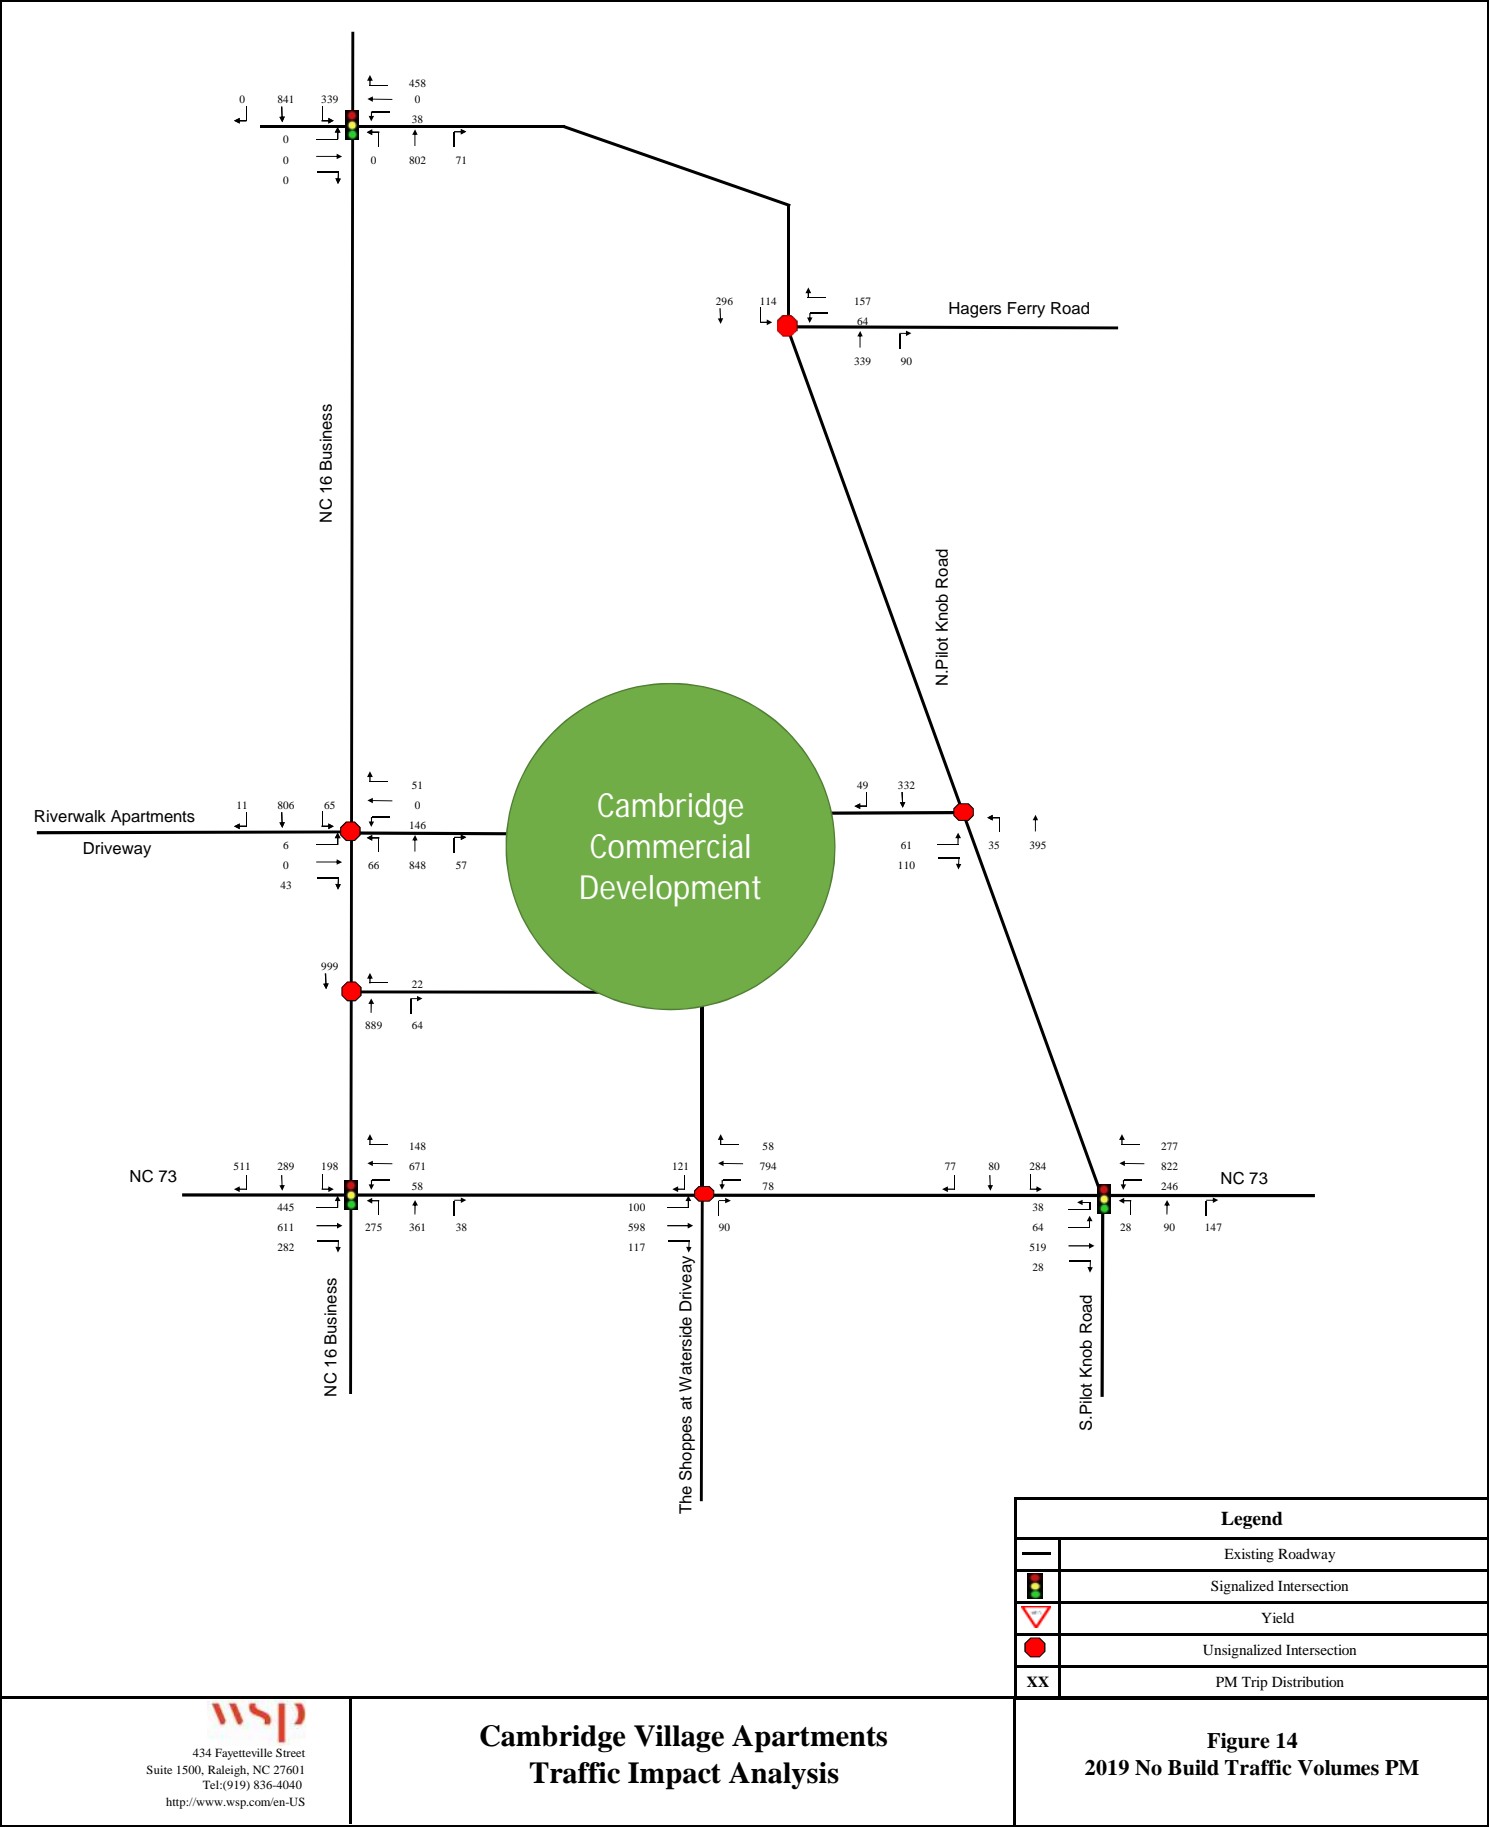 458
0 841 339 0
38
0
0 0 802 71
0
296 114 157
Hagers Ferry Road
64
339 90
NC 16 Business
N.Pilot Knob Road
Cambridge
Commercial
Development
51
49 332
11 806 65 0
Riverwalk Apartments
146
Driveway
6
61 35 395
0 66 848 57
110
43
999
22
889 64
148 58 277
511 289 198 671
121 794
77 80 284 822
NC 73
58 78 246
NC 73
445 100 38
611 275 361 38
598 90
64 28 90 147
282 117 519
28
NC 16 Business
The Shoppes at Waterside Driveay
S.Pilot Knob Road
Legend
Existing Roadway
Signalized Intersection
Yield
Unsignalized Intersection
XX PM Trip Distribution
wsp
434 Fayetteville Street
Suite 1500, Raleigh, NC 27601
Tel:(919) 836-4040
http://www.wsp.com/en-US
Cambridge Village Apartments
Traffic Impact Analysis
Figure 14
2019 No Build Traffic Volumes PM